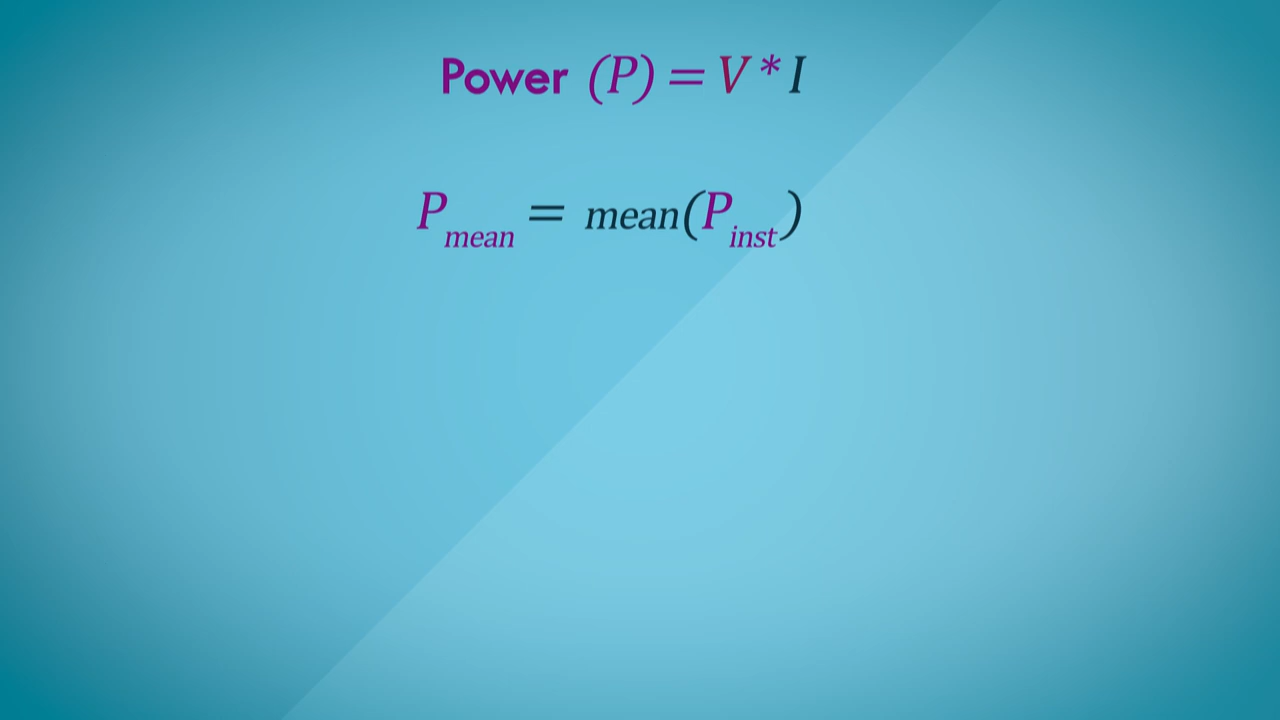 Power (P) = V * I
P_mean = mean(P_inst)